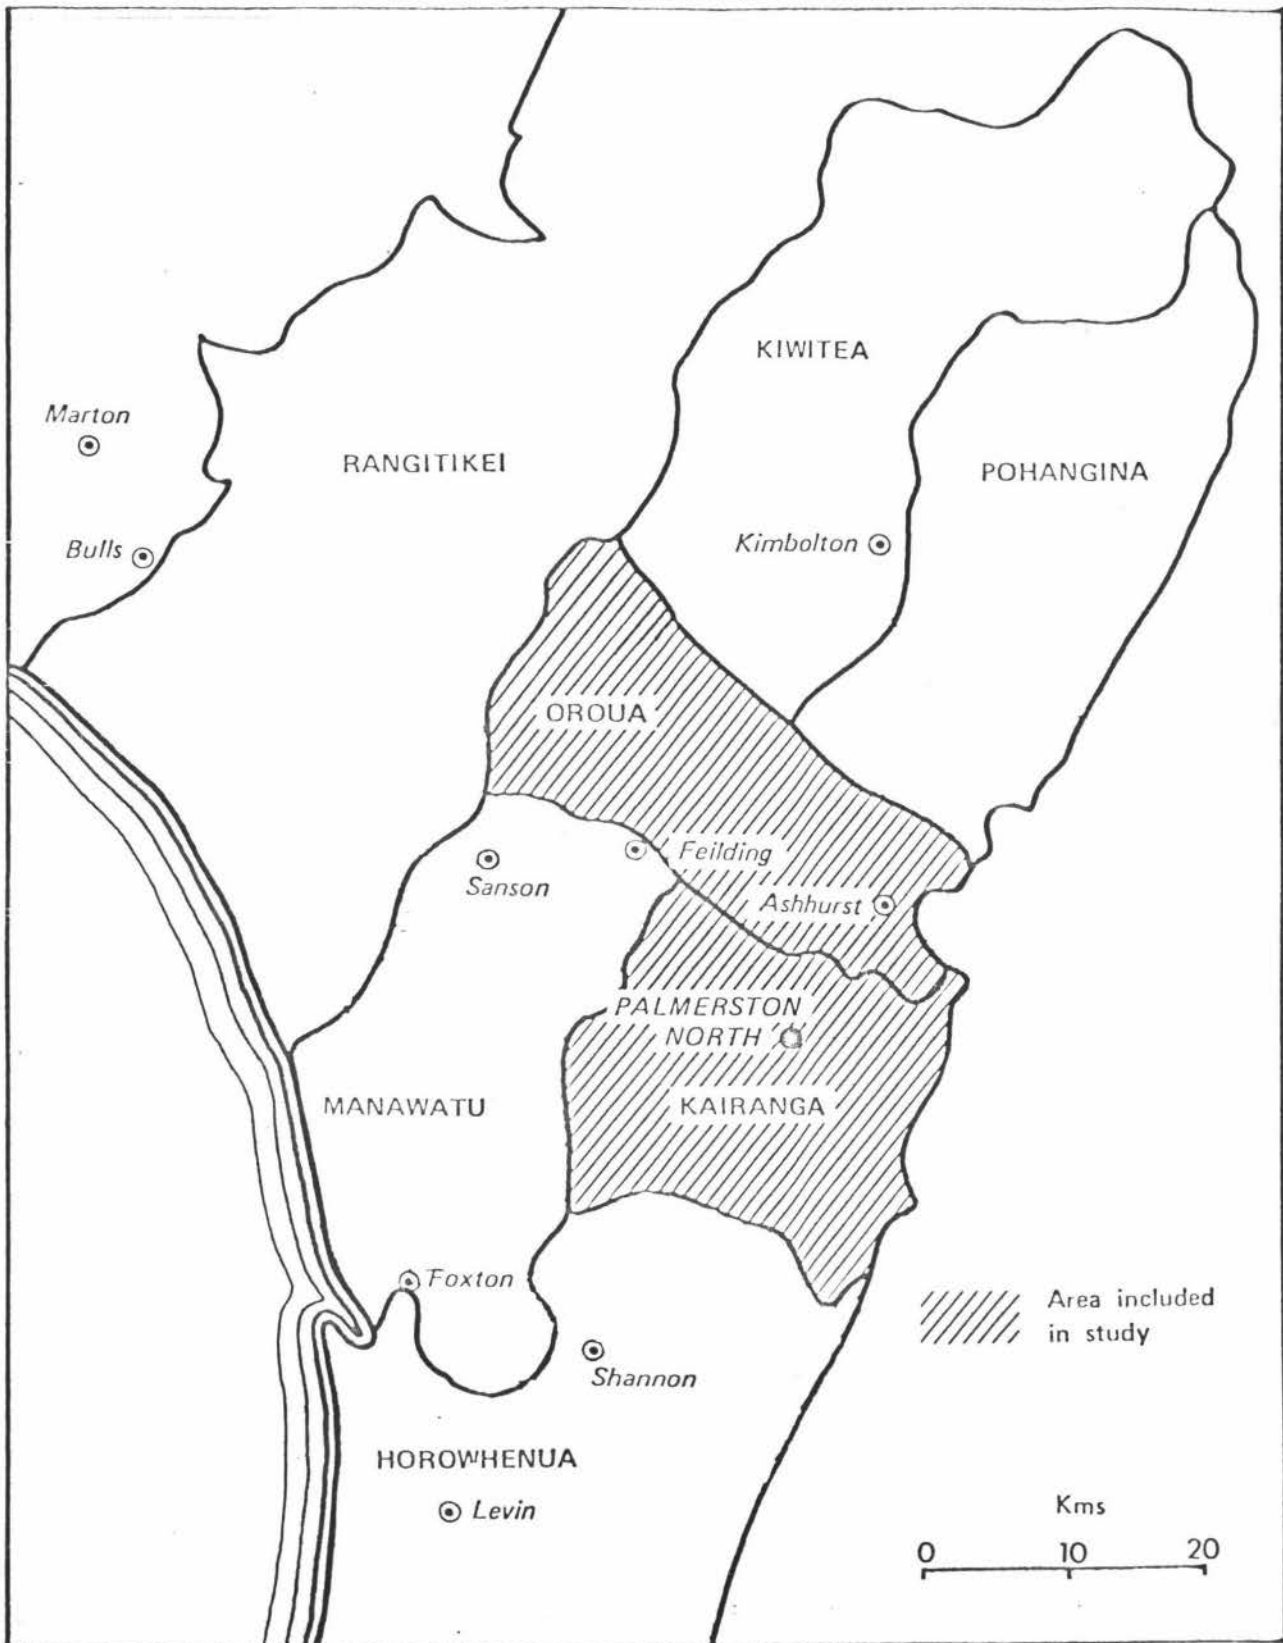 KIWITEA
Marton
RANGITIKEI
POHANGINA
Bulls
Kimbolton
OROUA
Feilding
Sanson
Ashhurst
PALMERSTON
NORTH
MANAWATU
KAIRANGA
Foxton
Area included
in study
Shannon
HOROWHENUA
Levin
Kms
0 10 20